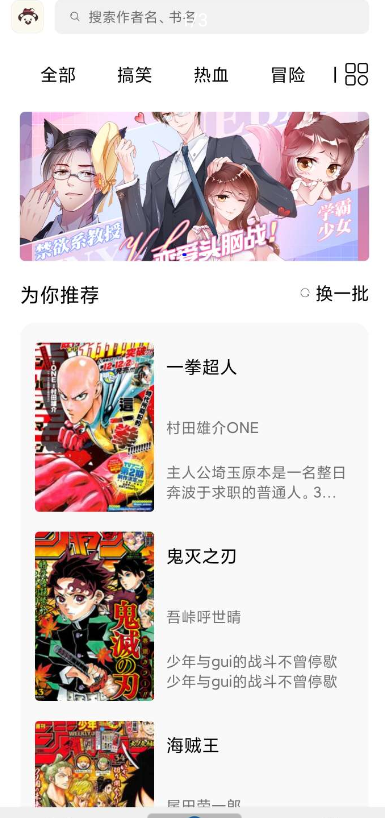 搜索作者名、书名
1/3
全部 搞笑 热血 冒险
禁欲系教授
恋爱头脑战!
学霸
少女
为你推荐
换一批
一拳超人
這一拳
村田雄介ONE
主人公埼玉原本是一名整日
奔波于求职的普通人。3...
鬼灭之刃
鬼滅の刃
吾峠呼世晴
少年与gui的战斗不曾停歇
少年与gui的战斗不曾停歇
海贼王
尾田荣一郎